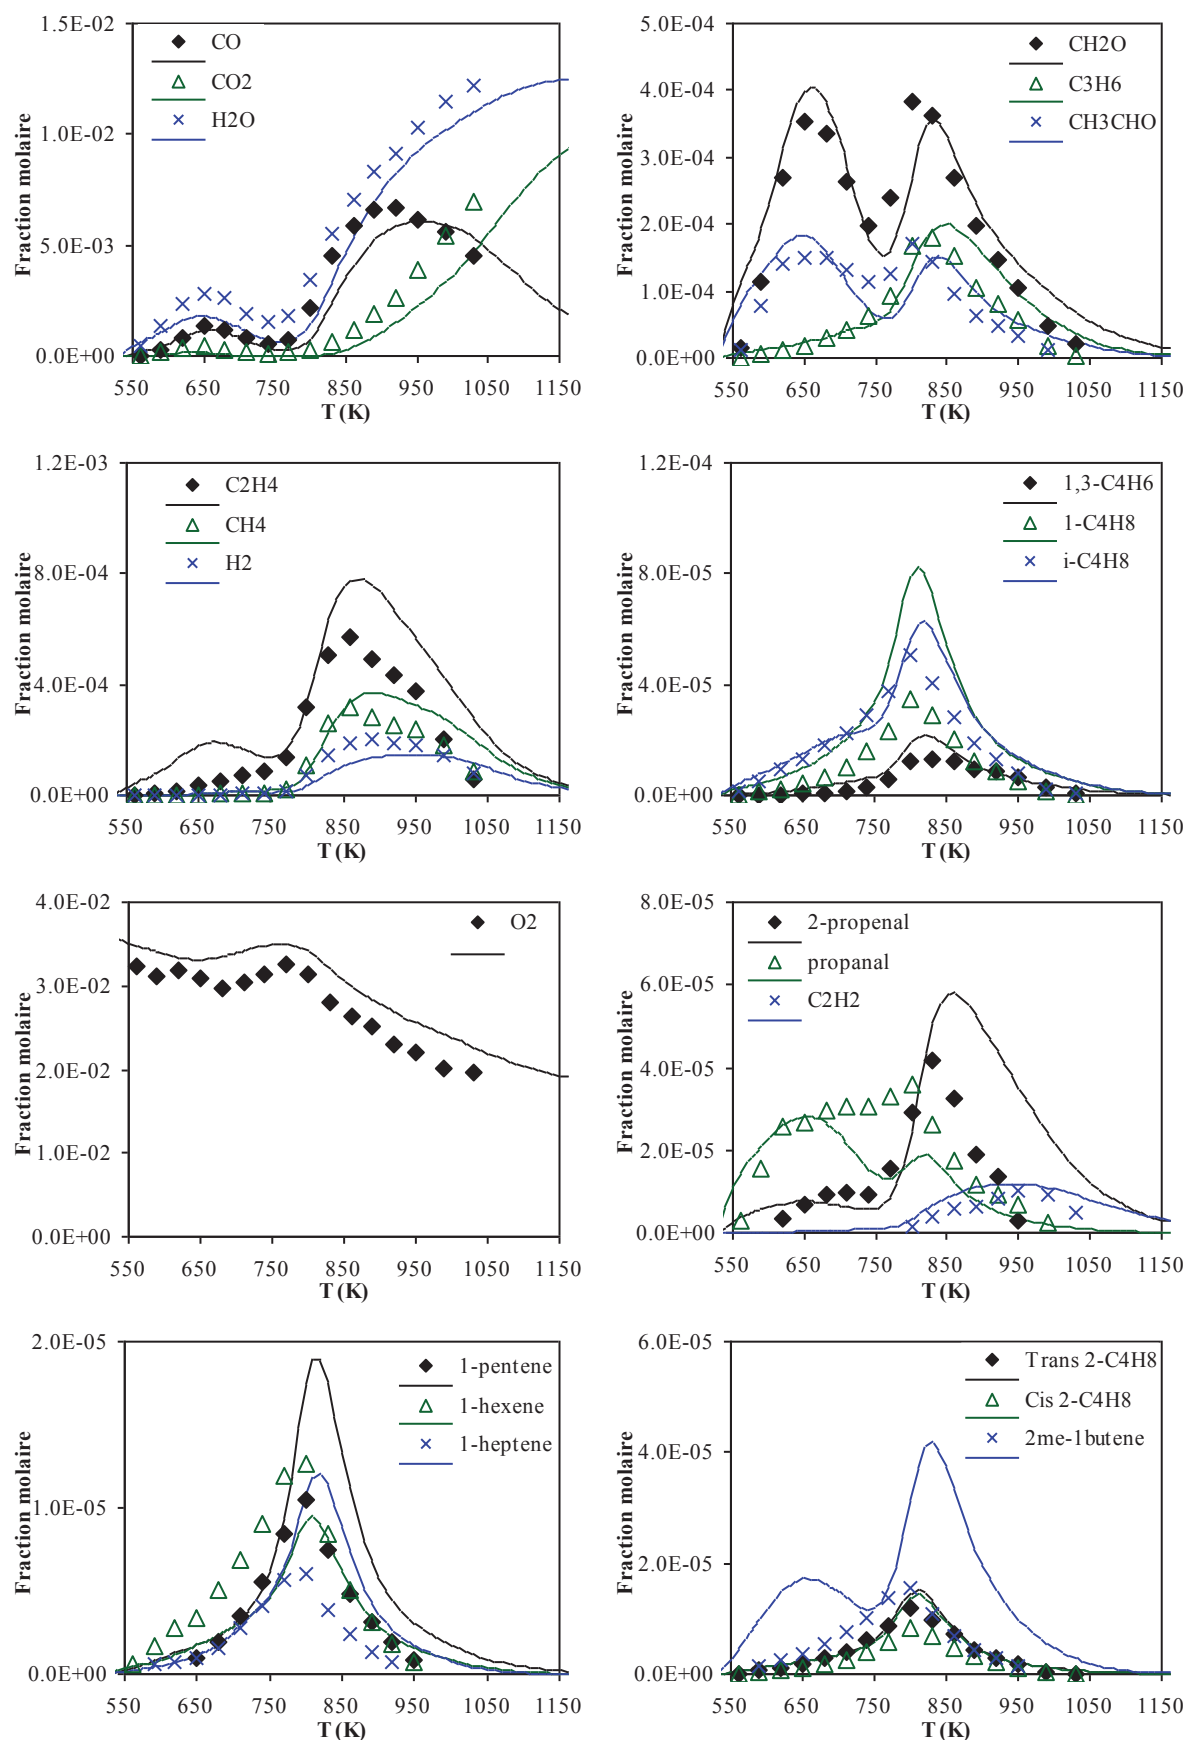 1.5E-02
1.0E-02
5.0E-03
0.0E+00
Fraction molaire
CO
CO2
H2O
550 650 750 850 950 1050 1150
T (K)
5.0E-04
4.0E-04
3.0E-04
2.0E-04
1.0E-04
0.0E+00
Fraction molaire
CH2O
C3H6
CH3CHO
550 650 750 850 950 1050 1150
T (K)
1.2E-03
8.0E-04
4.0E-04
0.0E+00
Fraction molaire
C2H4
CH4
H2
550 650 750 850 950 1050 1150
T (K)
1.2E-04
8.0E-05
4.0E-05
0.0E+00
Fraction molaire
1,3-C4H6
1-C4H8
i-C4H8
550 650 750 850 950 1050 1150
T (K)
4.0E-02
3.0E-02
2.0E-02
1.0E-02
0.0E+00
Fraction molaire
O2
550 650 750 850 950 1050 1150
T (K)
8.0E-05
6.0E-05
4.0E-05
2.0E-05
0.0E+00
Fraction molaire
2-propenal
propanal
C2H2
550 650 750 850 950 1050 1150
T (K)
2.0E-05
1.0E-05
0.0E+00
Fraction molaire
1-pentene
1-hexene
1-heptene
550 650 750 850 950 1050 1150
T (K)
6.0E-05
4.0E-05
2.0E-05
0.0E+00
Fraction molaire
Trans 2-C4H8
Cis 2-C4H8
2me-1butene
550 650 750 850 950 1050 1150
T (K)